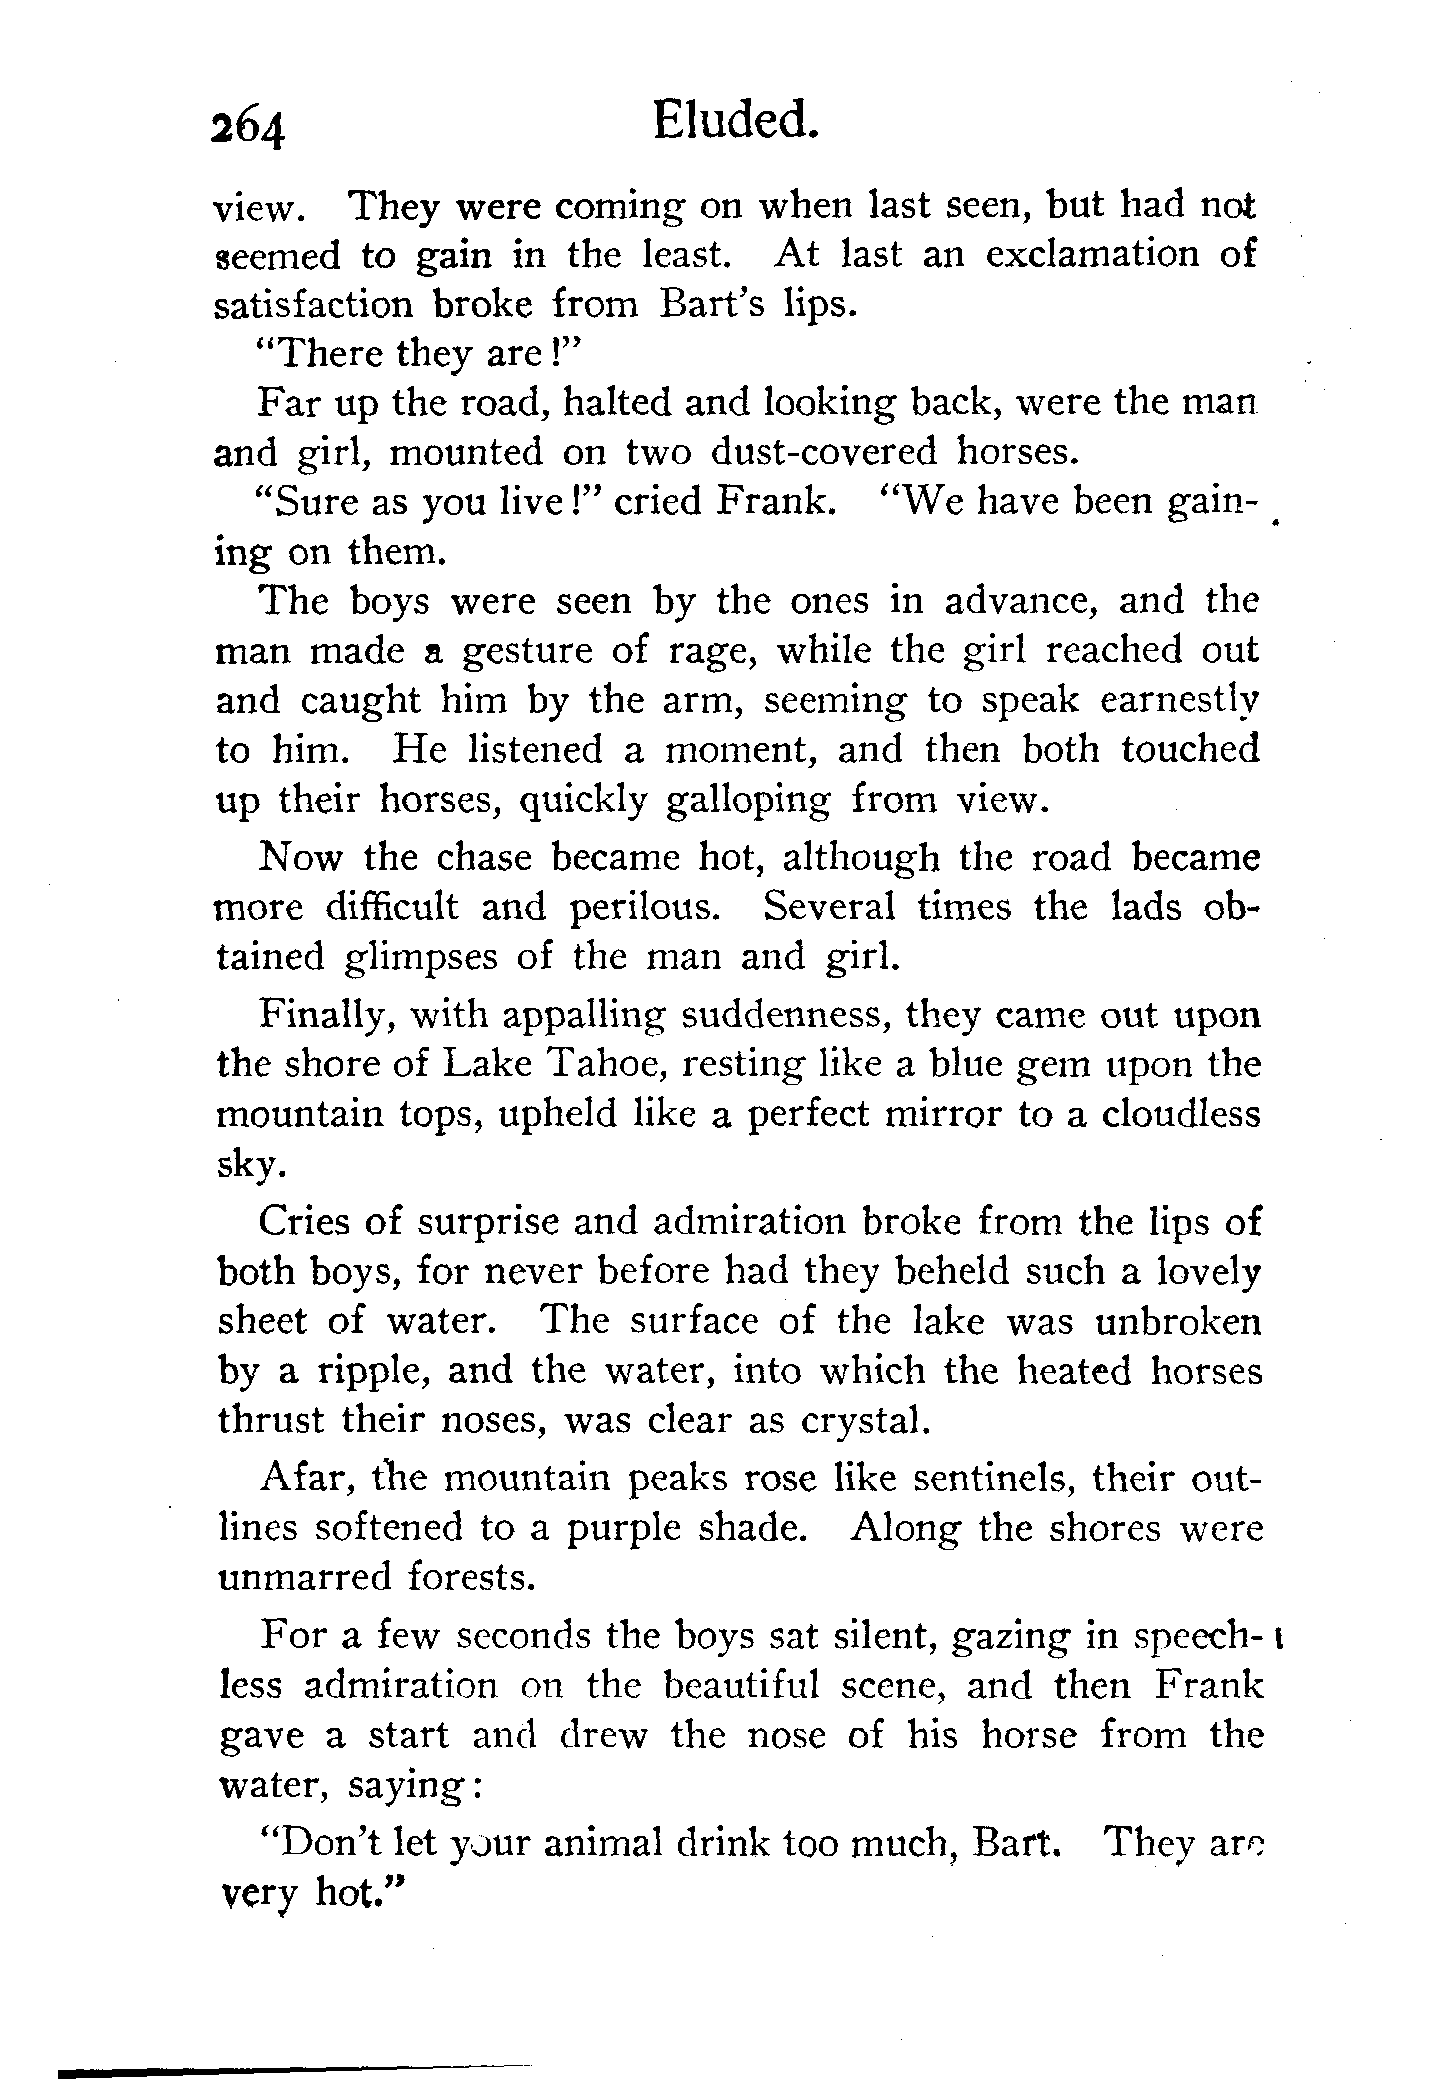 264 Eluded.
view. They were coming on when last seen, but had not
seemed to gain in the least. At last an exclamation of
satisfaction broke from Bart's lips.
"There they are!"
Far up the road, halted and looking back, were the man
and girl, mounted on two dust-covered horses.
"Sure as you live!" cried Frank. "We have been gain-
ing on them.
The boys were seen by the ones in advance, and the
man made a gesture of rage, while the girl reached out
and caught him by the arm, seeming to speak earnestly
to him. He listened a moment, and then both touched
up their horses, quickly galloping from view.
Now the chase became hot, although the road became
more difficult and perilous. Several times the lads ob-
tained glimpses of the man and girl.
Finally, with appalling suddenness, they came out upon
the shore of Lake Tahoe, resting like a blue gem upon the
mountain tops, upheld like a perfect mirror to a cloudless
sky.
Cries of surprise and admiration broke from the lips of
both boys, for never before had they beheld such a lovely
sheet of water. The surface of the lake was unbroken
by a ripple, and the water, into which the heated horses
thrust their noses, was clear as crystal.
Afar, the mountain peaks rose like sentinels, their out-
lines softened to a purple shade. Along the shores were
unmarred forests.
For a few seconds the boys sat silent, gazing in speech-
less admiration on the beautiful scene, and then Frank
gave a start and drew the nose of his horse from the
water, saying:
"Don't let your animal drink too much, Bart. They are
very hot."